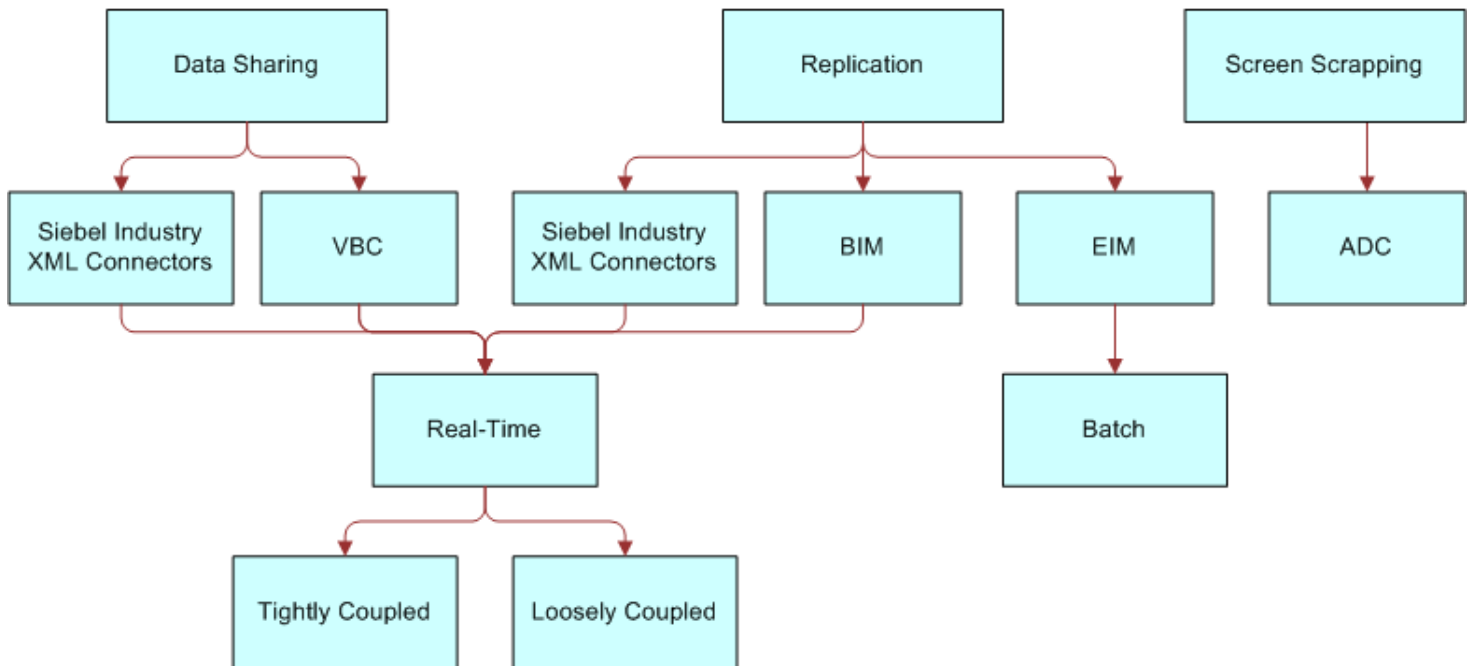 Data Sharing
Replication
Screen Scrapping
Siebel Industry
XML Connectors
VBC
Siebel Industry
XML Connectors
BIM
EIM
ADC
Real-Time
Batch
Tightly Coupled
Loosely Coupled